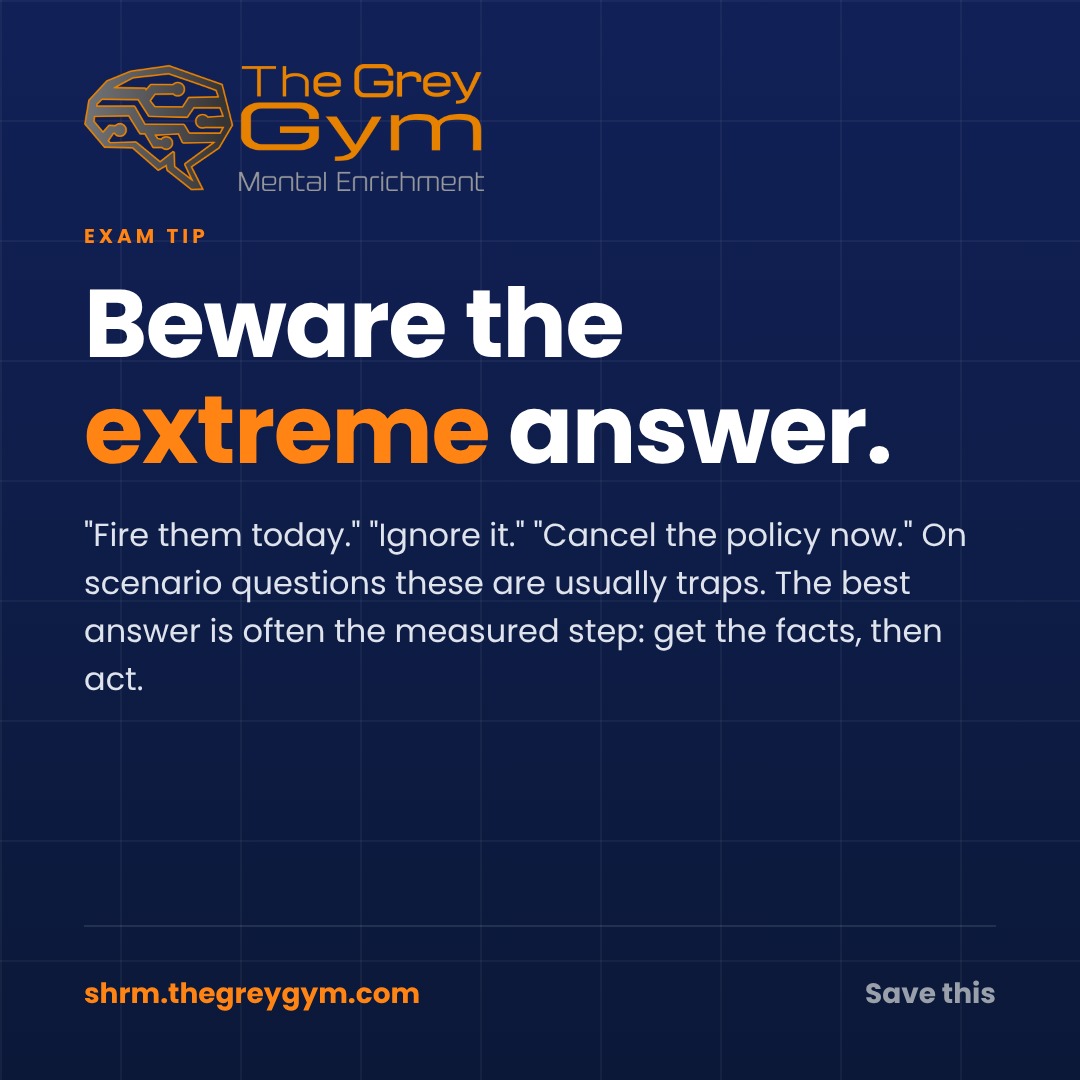 The Grey
Gym
Mental Enrichment
EXAM TIP
Beware the
extreme answer.
"Fire them today." "Ignore it." "Cancel the policy now." On
scenario questions these are usually traps. The best
answer is often the measured step: get the facts, then
act.
shrm.thegreygym.com
Save this